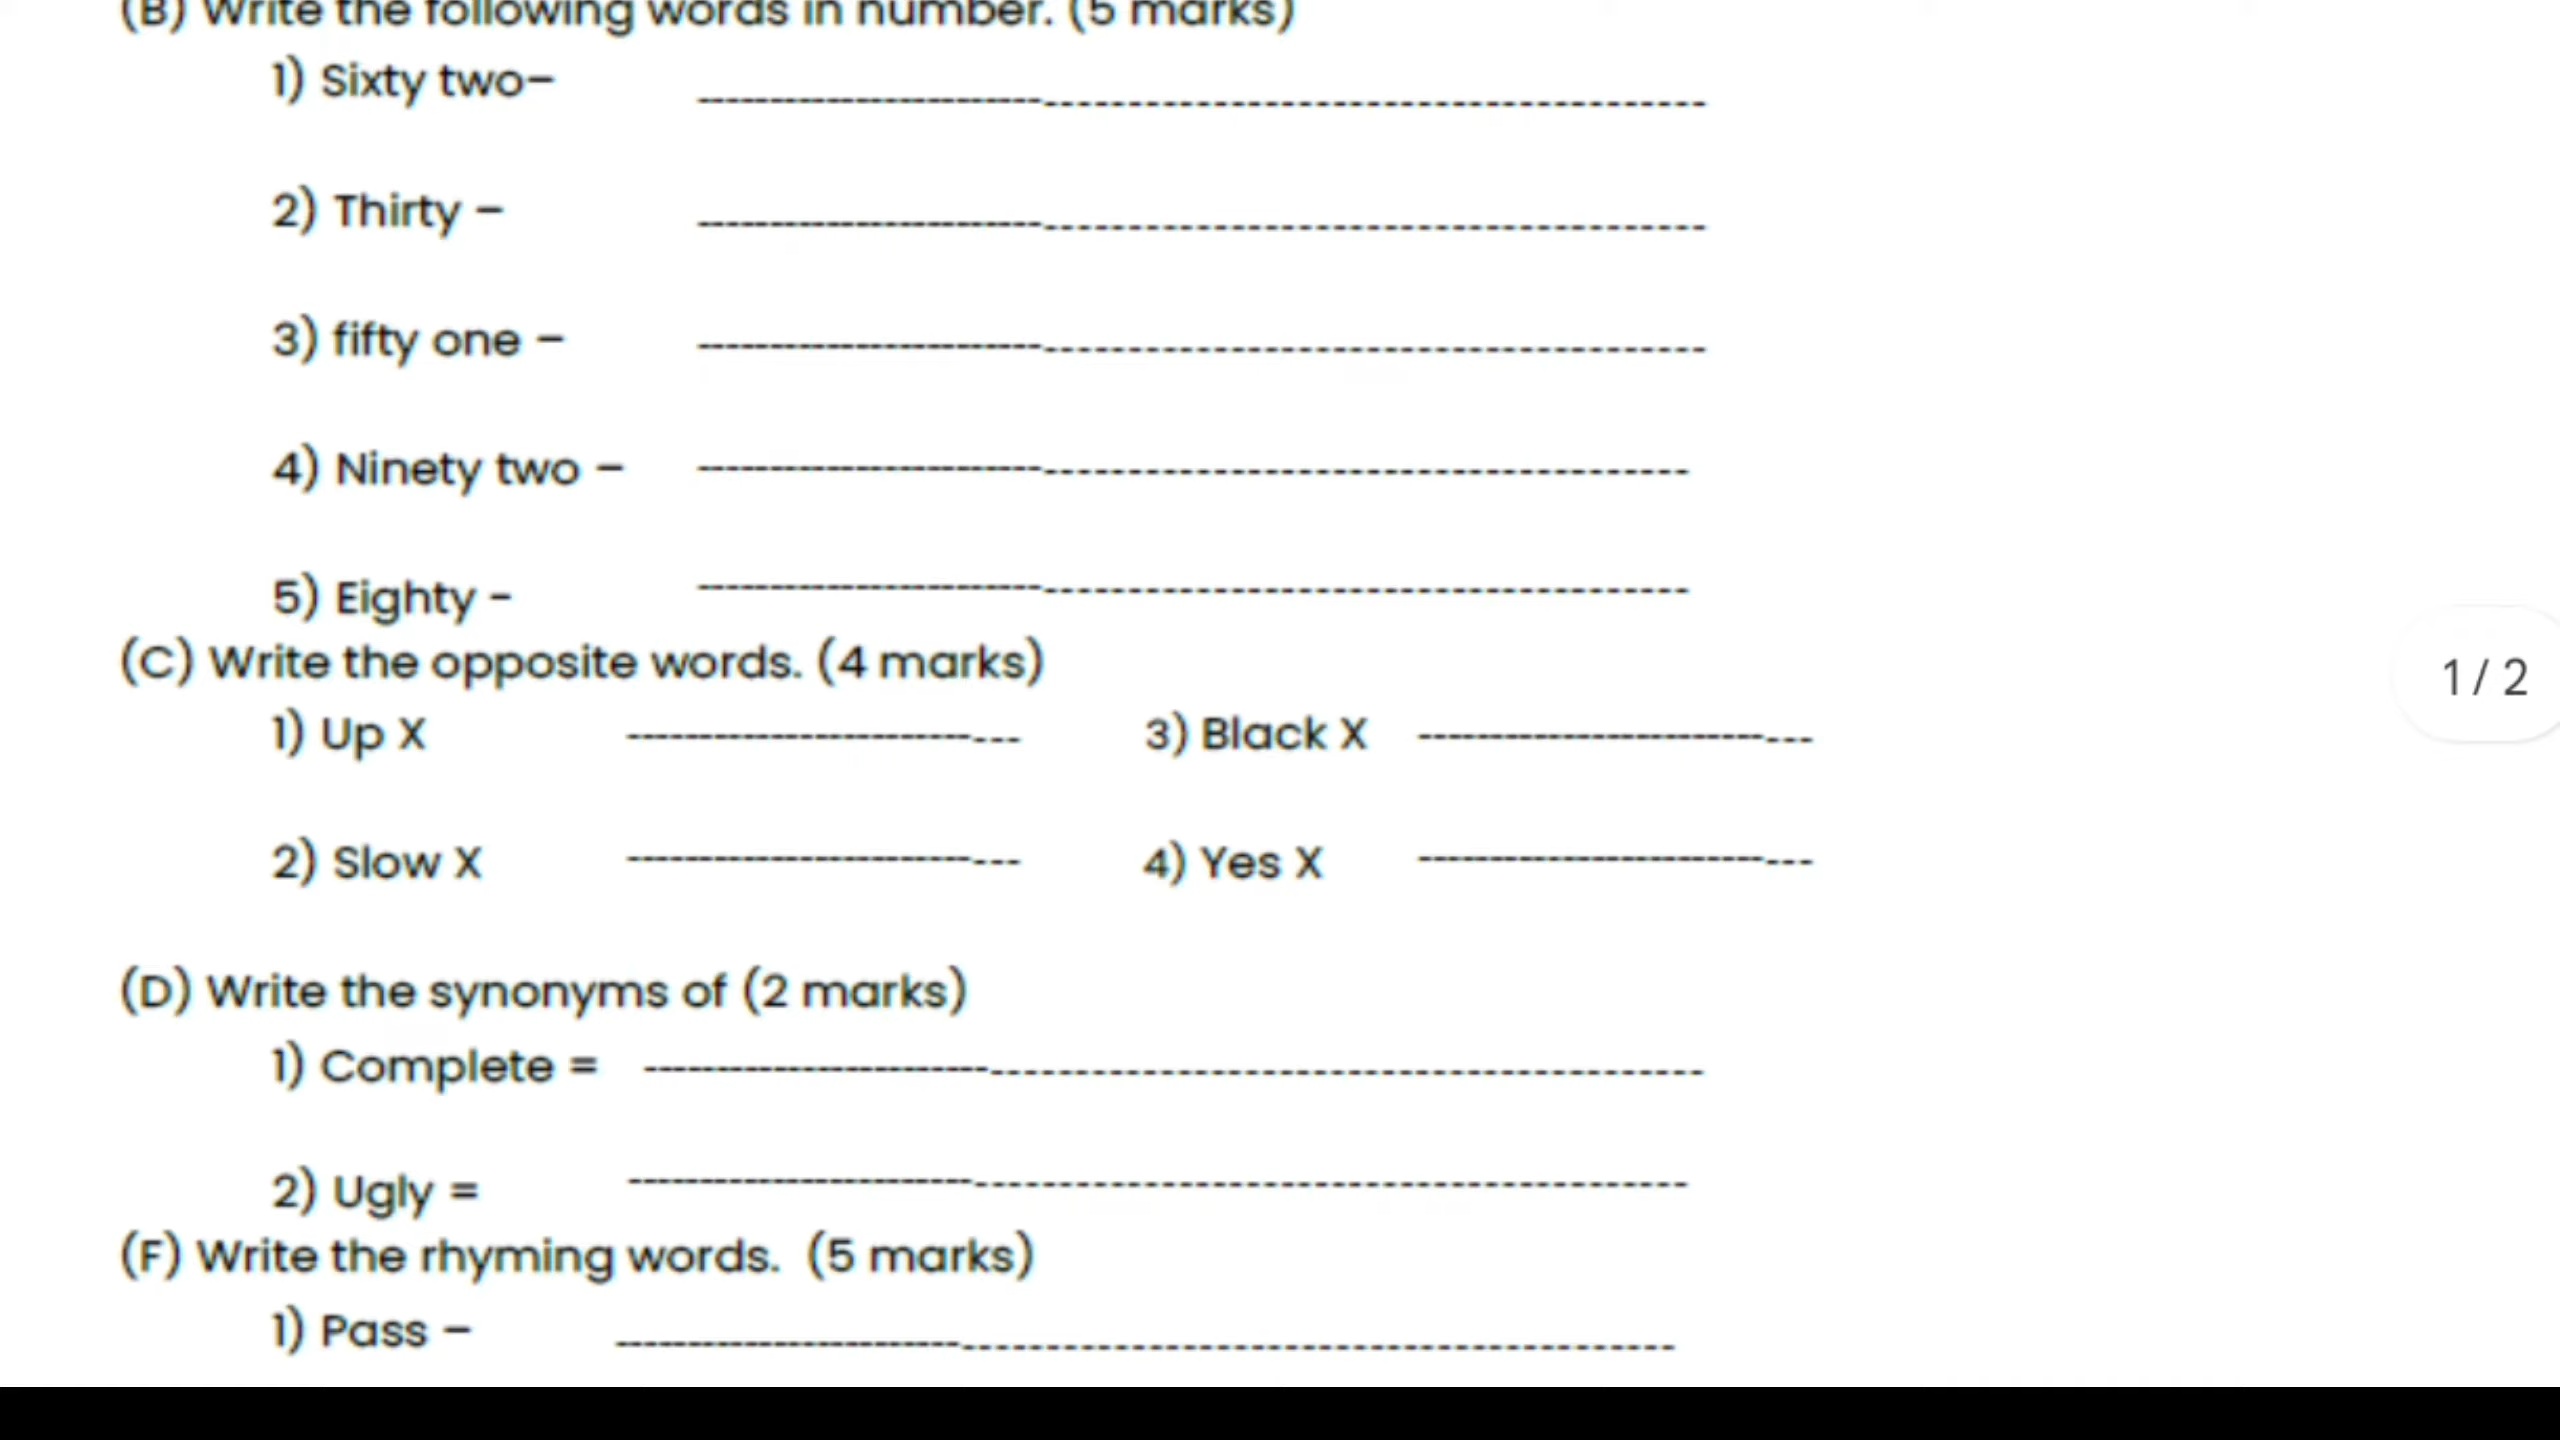 (B) Write the following words in number. (5 marks)
1) Sixty two–
2) Thirty –
3) fifty one –
4) Ninety two –
5) Eighty -
(C) Write the opposite words. (4 marks)
1) Up X 3) Black X
1 / 2
2) Slow X 4) Yes X
(D) Write the synonyms of (2 marks)
1) Complete =
2) Ugly =
(F) Write the rhyming words. (5 marks)
1) Pass –